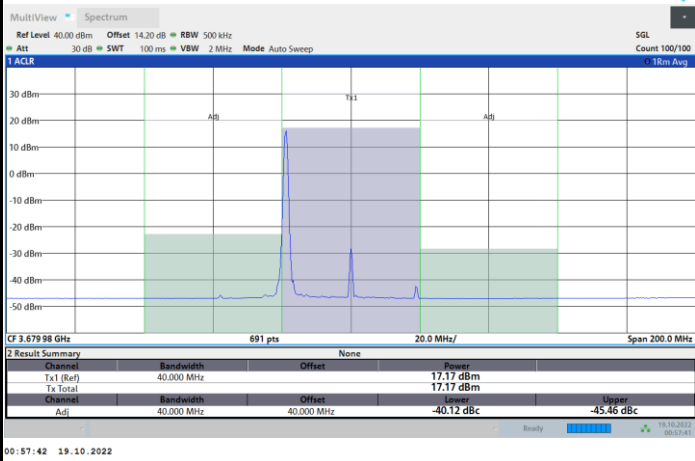 MultiView Spectrum
Ref Level 40.00 dBm Offset 14.20 dB RBW 500 kHz SGL
Att 30 dB SWT 100 ms VBW 2 MHz Mode Auto Sweep Count 100/100
1 ACLR 1Rm Avg
30 dBm
Tx1
20 dBm
Adj Adj
10 dBm
0 dBm
-10 dBm
-20 dBm
-30 dBm
-40 dBm
-50 dBm
CF 3.67998 GHz 691 pts 20.0 MHz/ Span 200.0 MHz
2 Result Summary None
Channel Bandwidth Offset Power
Tx1 (Ref) 40.000 MHz 17.17 dBm
Tx Total 17.17 dBm
Channel Bandwidth Offset Lower Upper
Adj 40.000 MHz 40.000 MHz -40.12 dBc -45.46 dBc
Ready 19.10.2022
00:57:41
00:57:42 19.10.2022